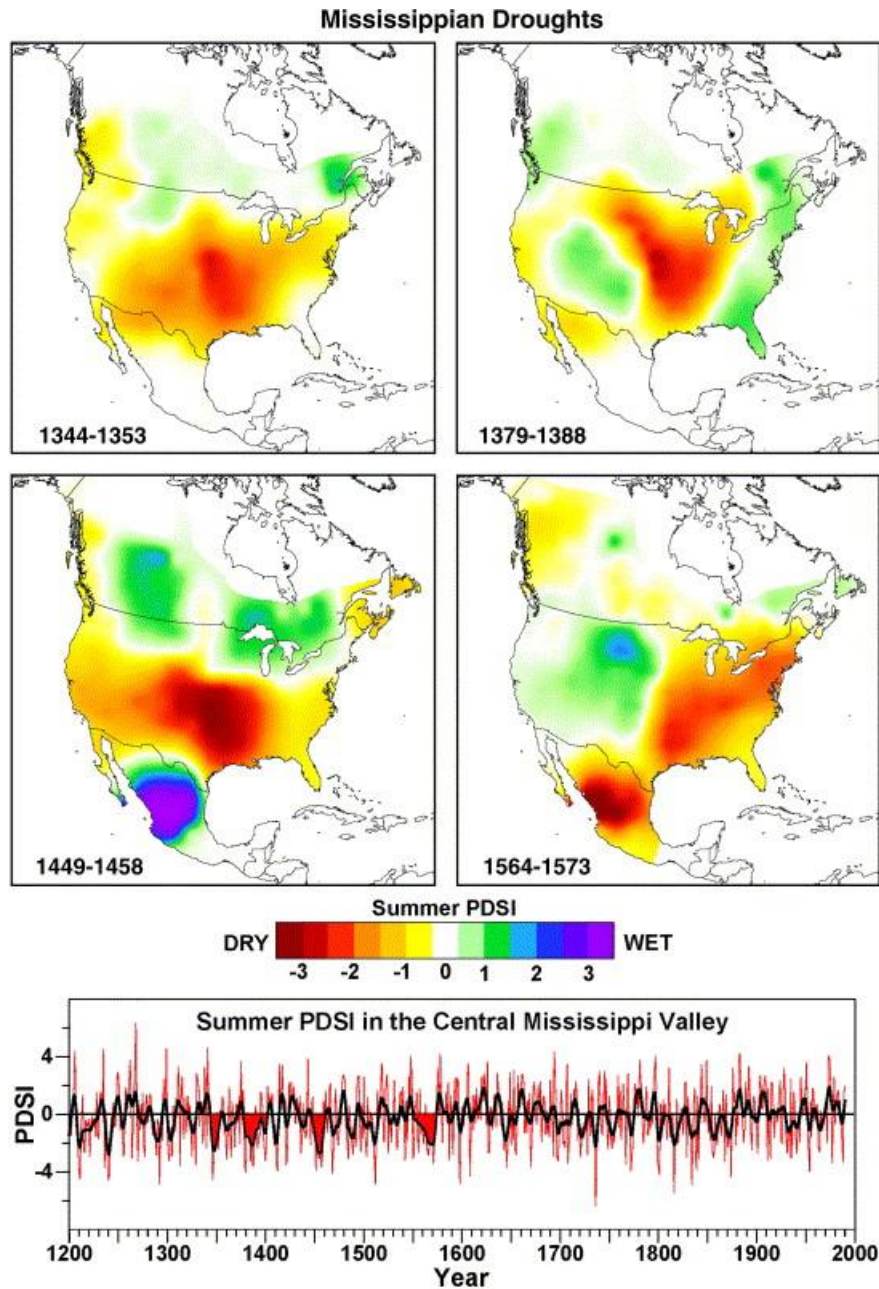 Mississippian Droughts
1344-1353
1379-1388
1449-1458
1564-1573
Summer PDSI
DRY
WET
-3 -2 -1 0 1 2 3
Summer PDSI in the Central Mississippi Valley
PDSI
4
0
-4
1200 1300 1400 1500 1600 1700 1800 1900 2000
Year